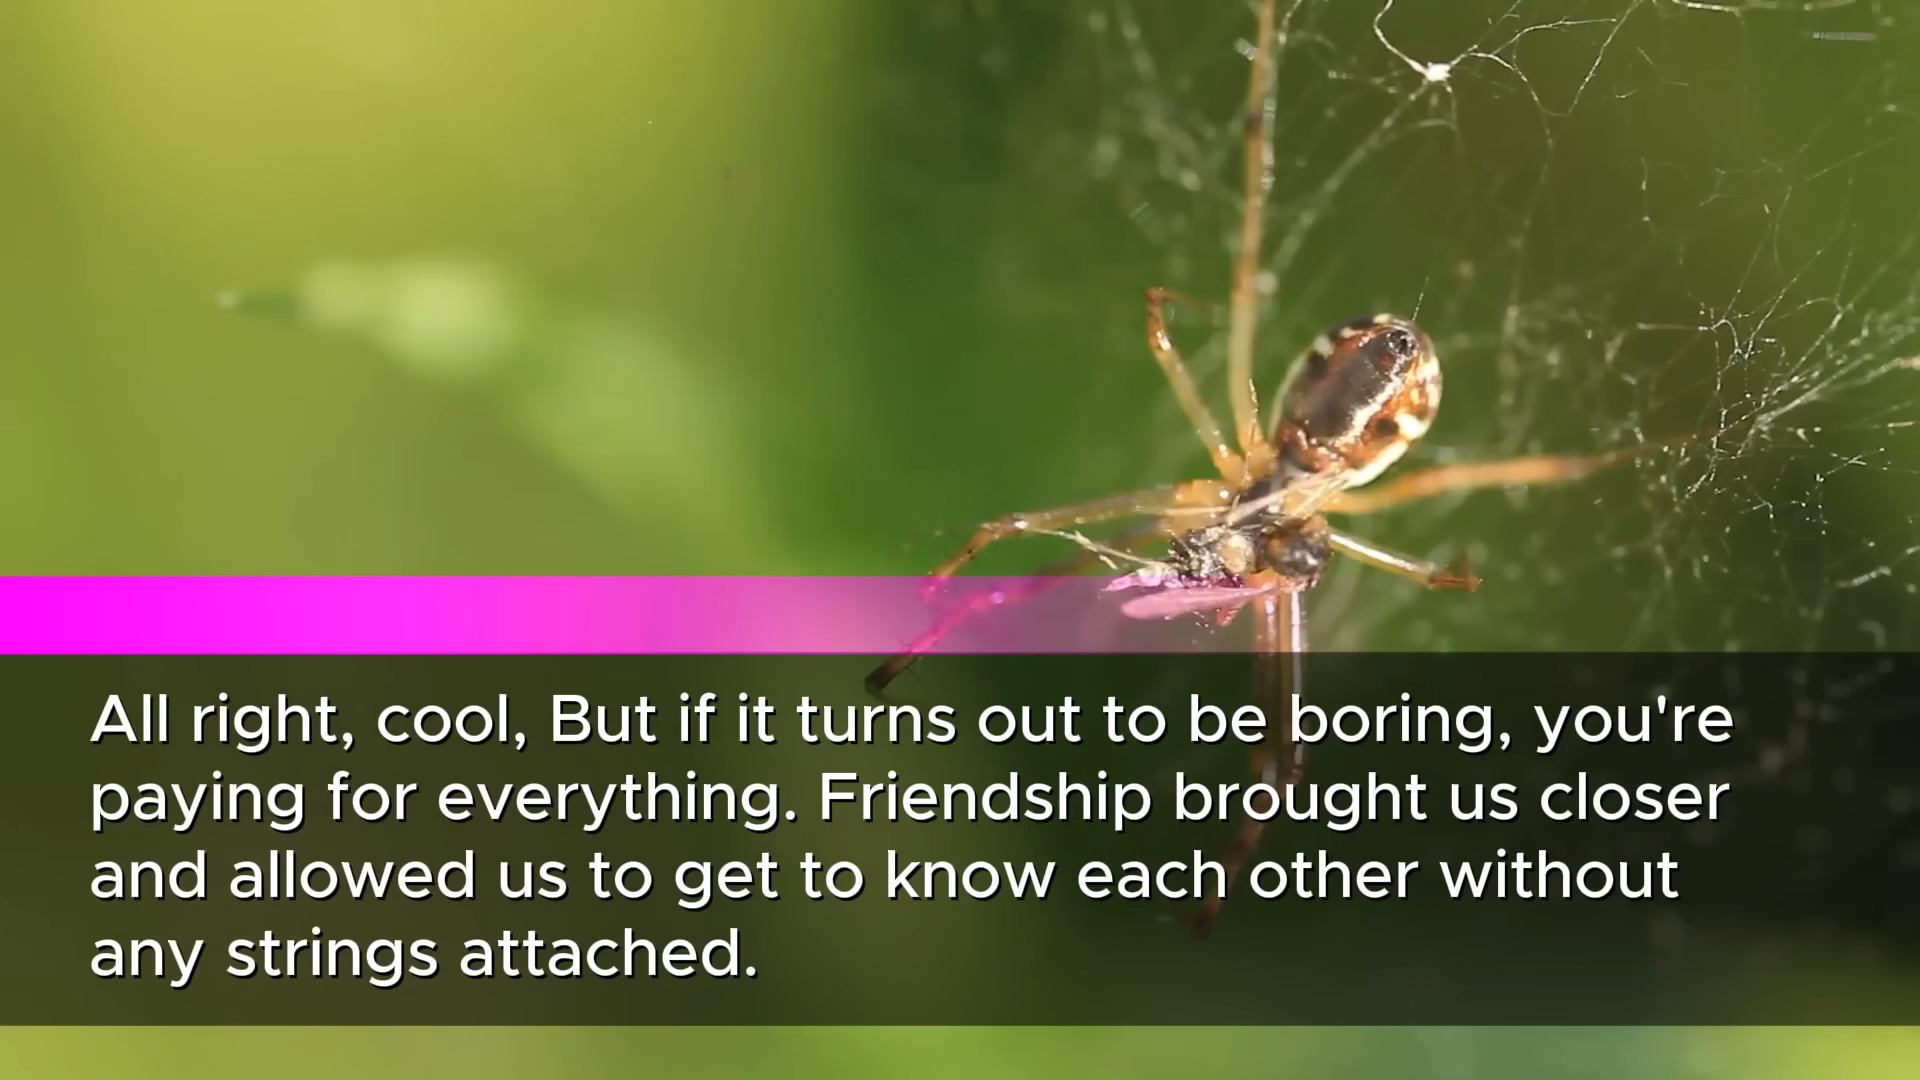 All right, cool, But if it turns out to be boring, you're
paying for everything. Friendship brought us closer
and allowed us to get to know each other without
any strings attached.